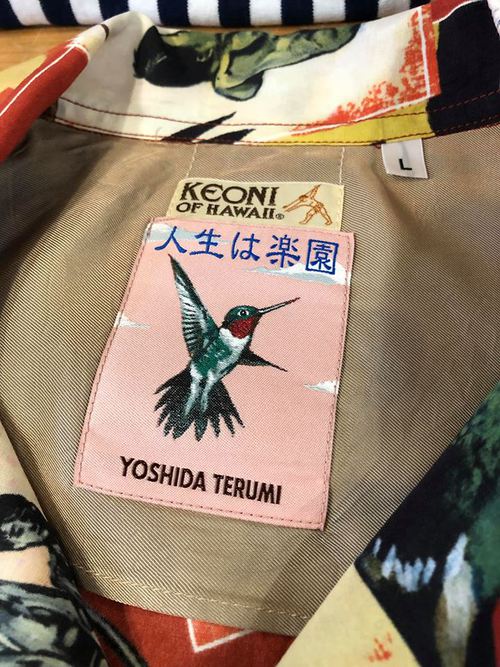 L
KEONI
OF HAWAII®
人生は楽園
YOSHIDA TERUMI